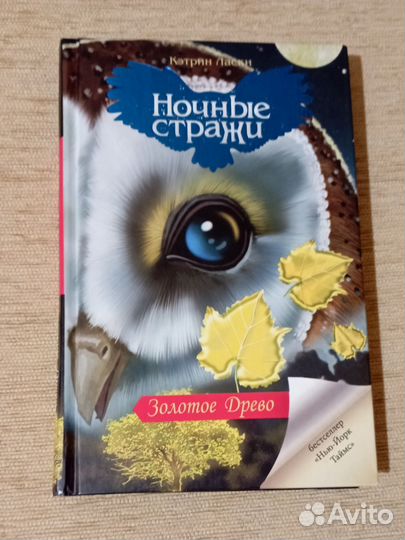 Кэтрин Ласки
Ночные
стражи
Золотое Древо
бестселлер
«Нью-Йорк
Таймс»
Avito